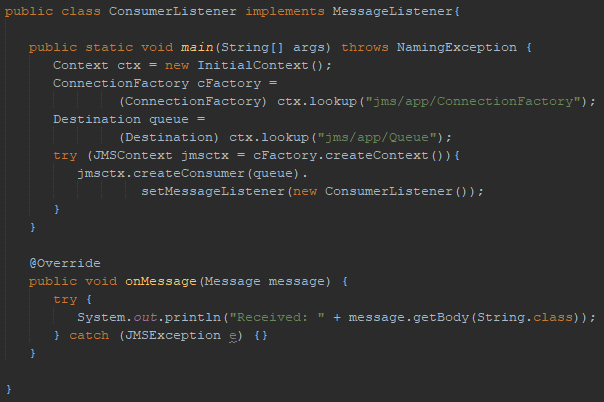 public class ConsumerListener implements MessageListener{
public static void main(String[] args) throws NamingException {
Context ctx = new InitialContext();
ConnectionFactory cFactory =
(ConnectionFactory) ctx.lookup("jms/app/ConnectionFactory");
Destination queue =
(Destination) ctx.lookup("jms/app/Queue");
try (JMSContext jmsctx = cFactory.createContext()){
jmsctx.createConsumer(queue).
setMessageListener(new ConsumerListener());
}
}
@Override
public void onMessage(Message message) {
try {
System.out.println("Received: " + message.getBody(String.class));
} catch (JMSException e) {}
}
}